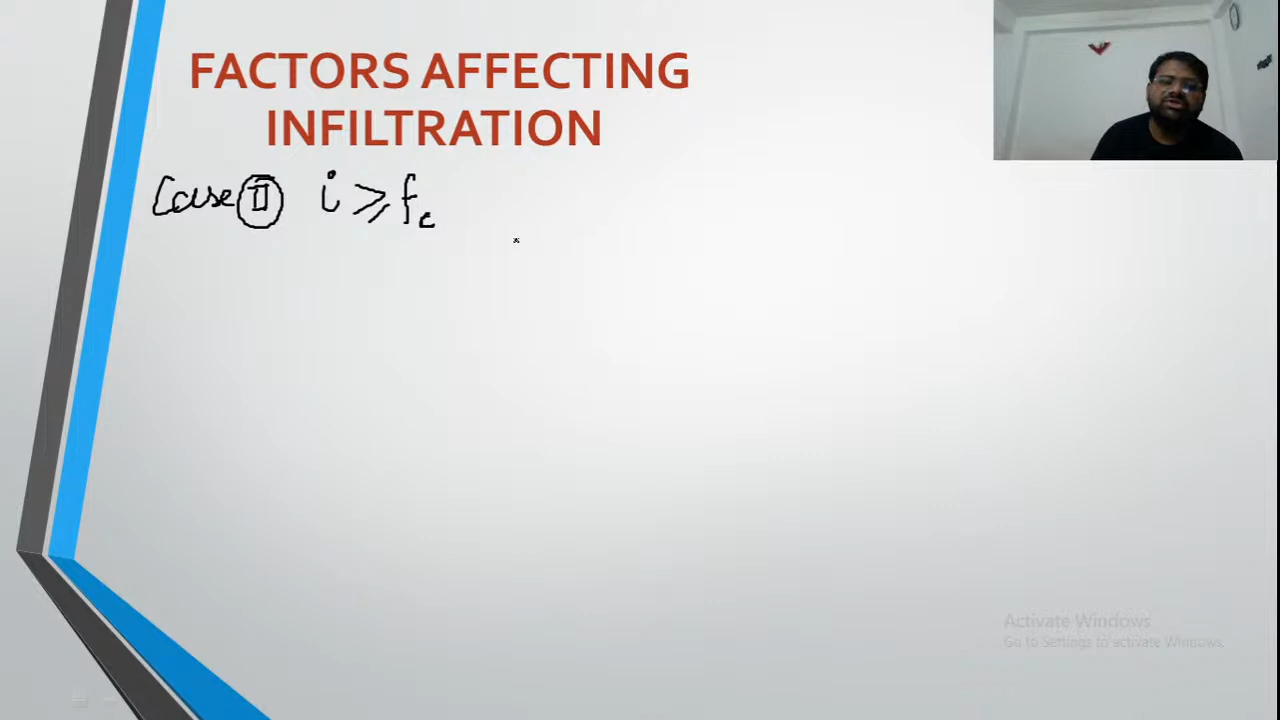 FACTORS AFFECTING
INFILTRATION
Case II i ⩾ fc
Activate Windows
Go to Settings to activate Windows.